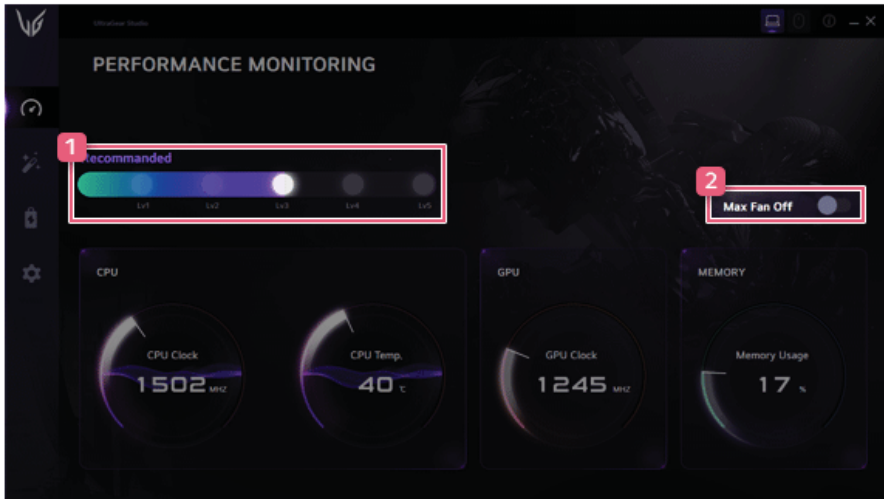 UltraGear Studio
PERFORMANCE MONITORING
1
Recommanded
Lv1 Lv2 Lv3 Lv4 Lv5
2
Max Fan Off
CPU
GPU
MEMORY
CPU Clock
1502 MHZ
CPU Temp.
40 ℃
GPU Clock
1245 MHZ
Memory Usage
17 %